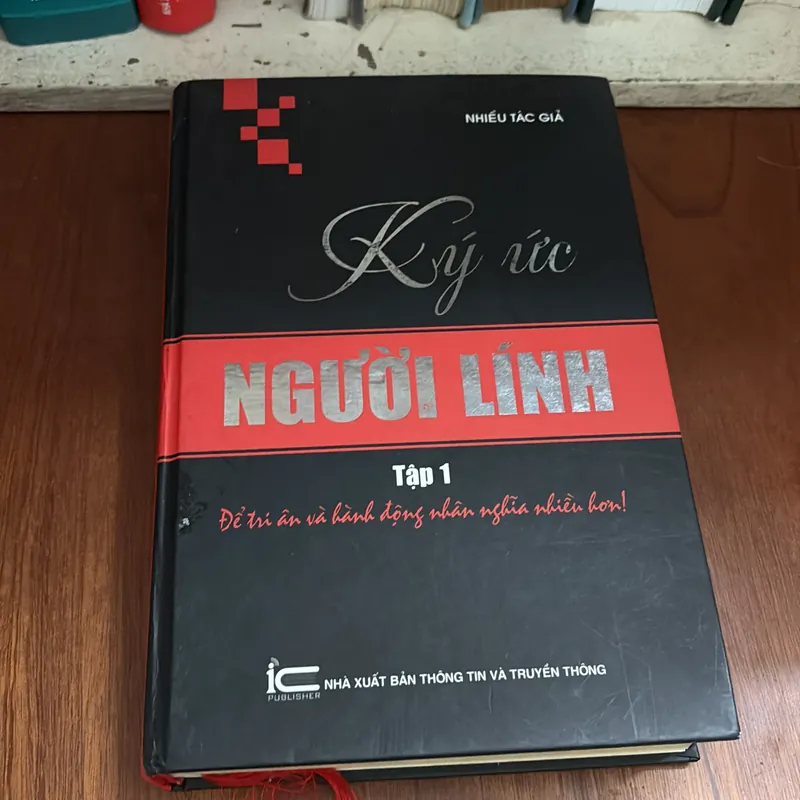 NHIỀU TÁC GIẢ
Ký ức
NGƯỜI LÍNH
Tập 1
Để tri ân và hành động nhân nghĩa nhiều hơn!
iC
PUBLISHER
NHÀ XUẤT BẢN THÔNG TIN VÀ TRUYỀN THÔNG